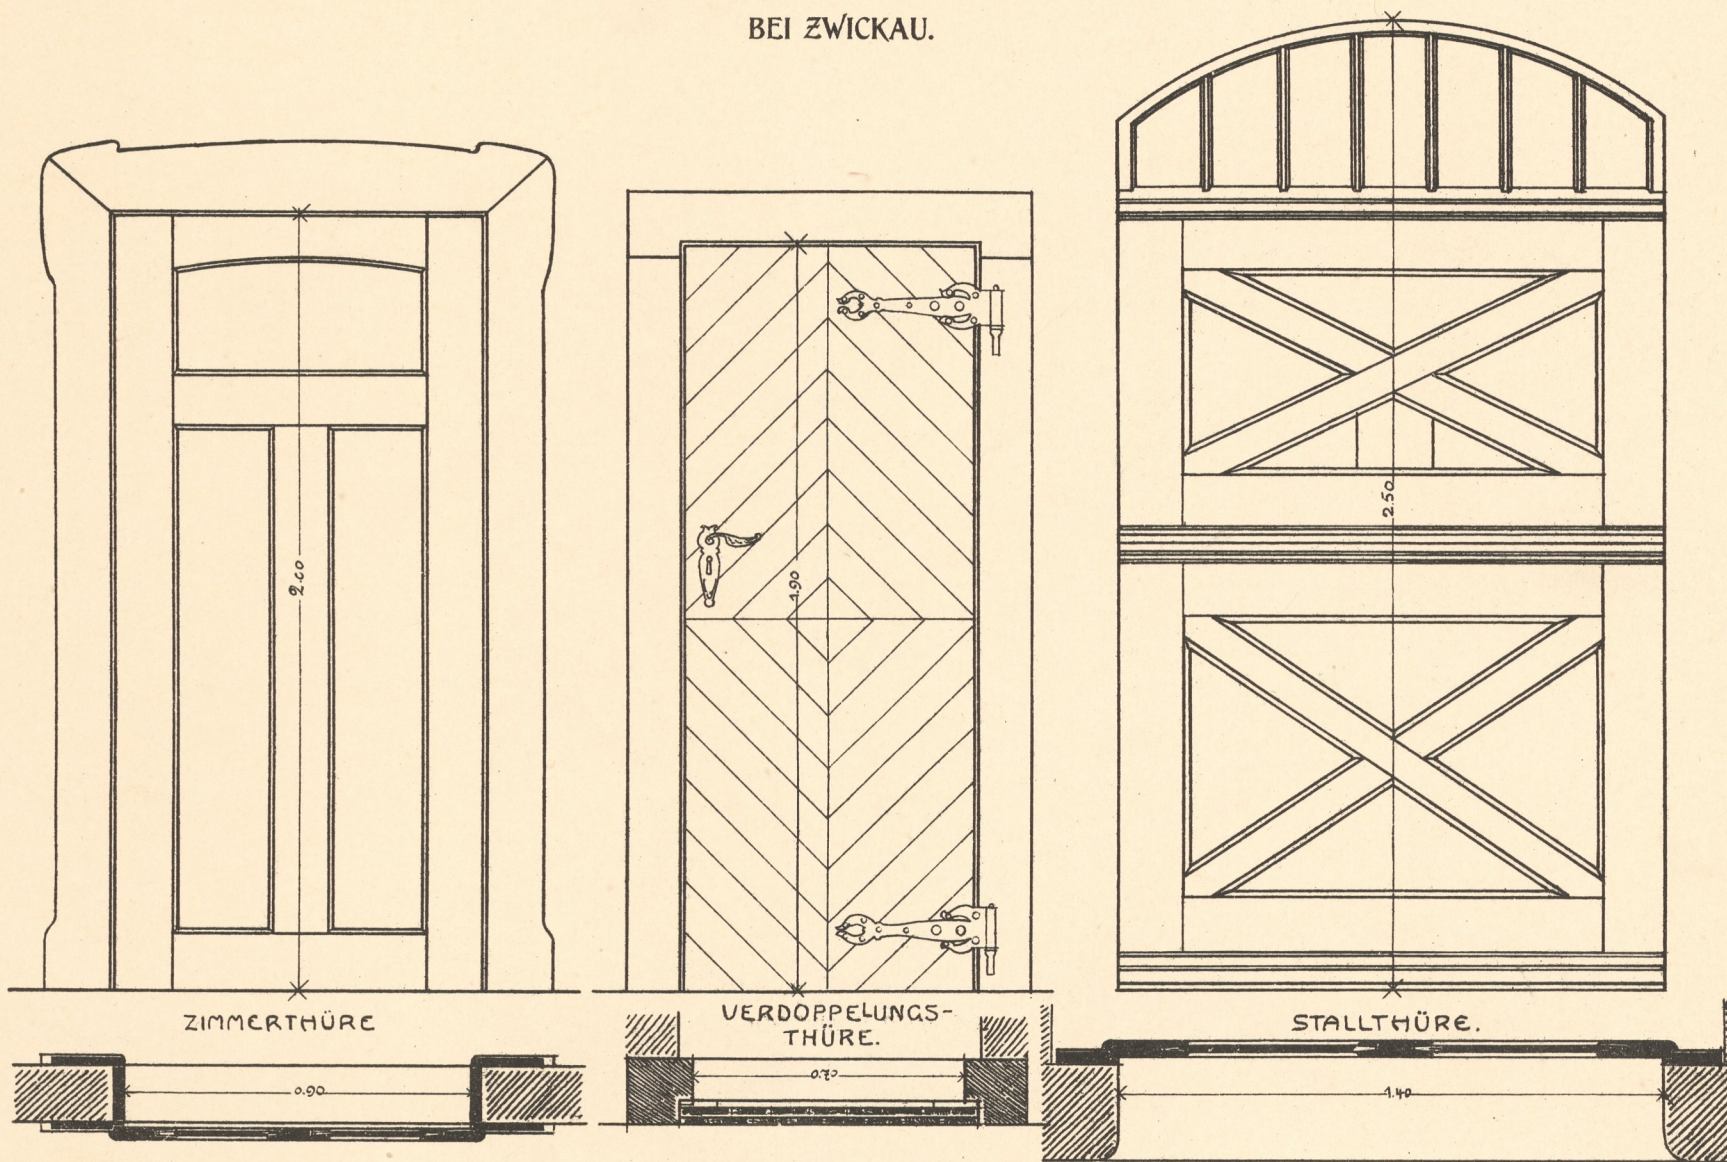 BEI ZWICKAU.
2.00
1.90
2.50
ZIMMERTHÜRE
VERDOPPELUNGS-
THÜRE.
STALLTHÜRE.
0.90
0.70
1.40